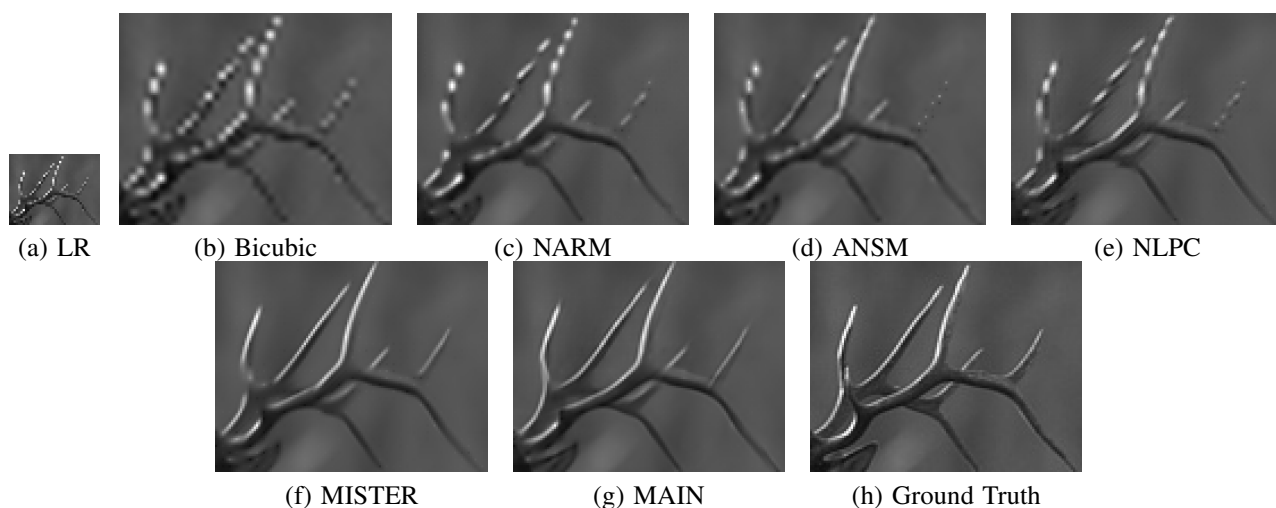 (a) LR
(b) Bicubic
(c) NARM
(d) ANSM
(e) NLPC
(f) MISTER
(g) MAIN
(h) Ground Truth